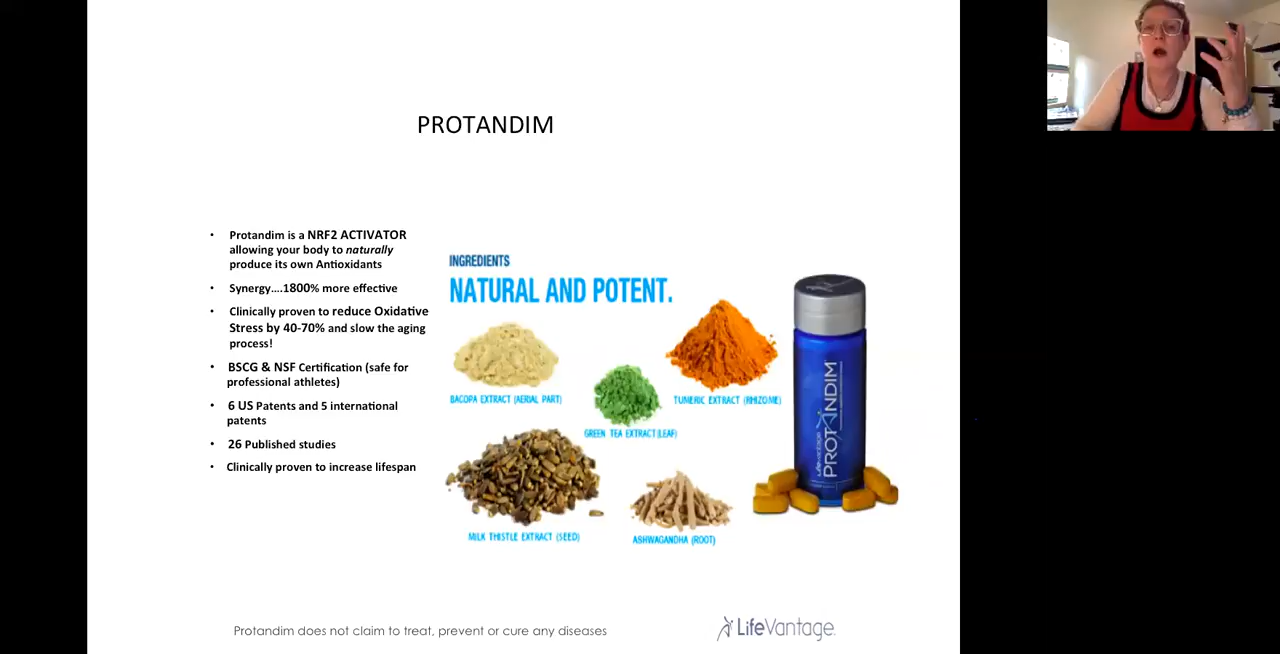 PROTANDIM
• Protandim is a NRF2 ACTIVATOR
allowing your body to naturally
produce its own Antioxidants
• Synergy....1800% more effective
• Clinically proven to reduce Oxidative
Stress by 40-70% and slow the aging
process!
• BSCG & NSF Certification (safe for
professional athletes)
• 6 US Patents and 5 international
patents
• 26 Published studies
• Clinically proven to increase lifespan
INGREDIENTS
NATURAL AND POTENT.
BACOPA EXTRACT (AERIAL PART)
TUMERIC EXTRACT (RHIZOME)
GREEN TEA EXTRACT (LEAF)
MILK THISTLE EXTRACT (SEED)
ASHWAGANDHA (ROOT)
Lifevantage
PROTANDIM
Protandim does not claim to treat, prevent or cure any diseases
LifeVantage.